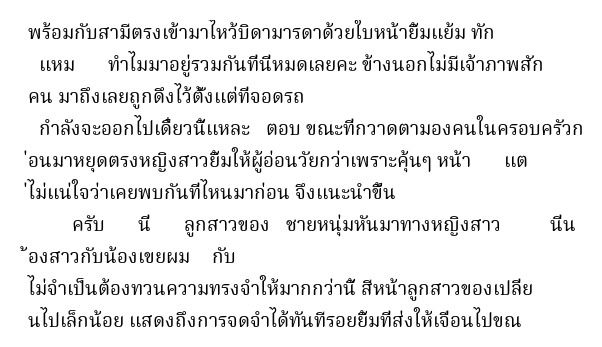 พร้อมกับสามีตรงเข้ามาไหว้บิดามารดาด้วยใบหน้ายิ้มแย้ม ทัก
แหม ทำไมมาอยู่รวมกันที่นี่หมดเลยคะ ข้างนอกไม่มีเจ้าภาพสัก
คน มาถึงเลยถูกดึงไว้ตั้งแต่ที่จอดรถ
กำลังจะออกไปเดี๋ยวนี้แหละ ตอบ ขณะที่กวาดตามองคนในครอบครัวก
่อนมาหยุดตรงหญิงสาวยิ้มให้ผู้อ่อนวัยกว่าเพราะคุ้นๆ หน้า แต
่ไม่แน่ใจว่าเคยพบกันที่ไหนมาก่อน จึงแนะนำขึ้น
ครับ นี่ ลูกสาวของ ชายหนุ่มหันมาทางหญิงสาว นี่น
้องสาวกับน้องเขยผม กับ
ไม่จำเป็นต้องทวนความทรงจำให้มากกว่านี้ สีหน้าลูกสาวของเปลี่ย
นไปเล็กน้อย แสดงถึงการจดจำได้ทันทีรอยยิ้มที่ส่งให้เจือนไปขณ